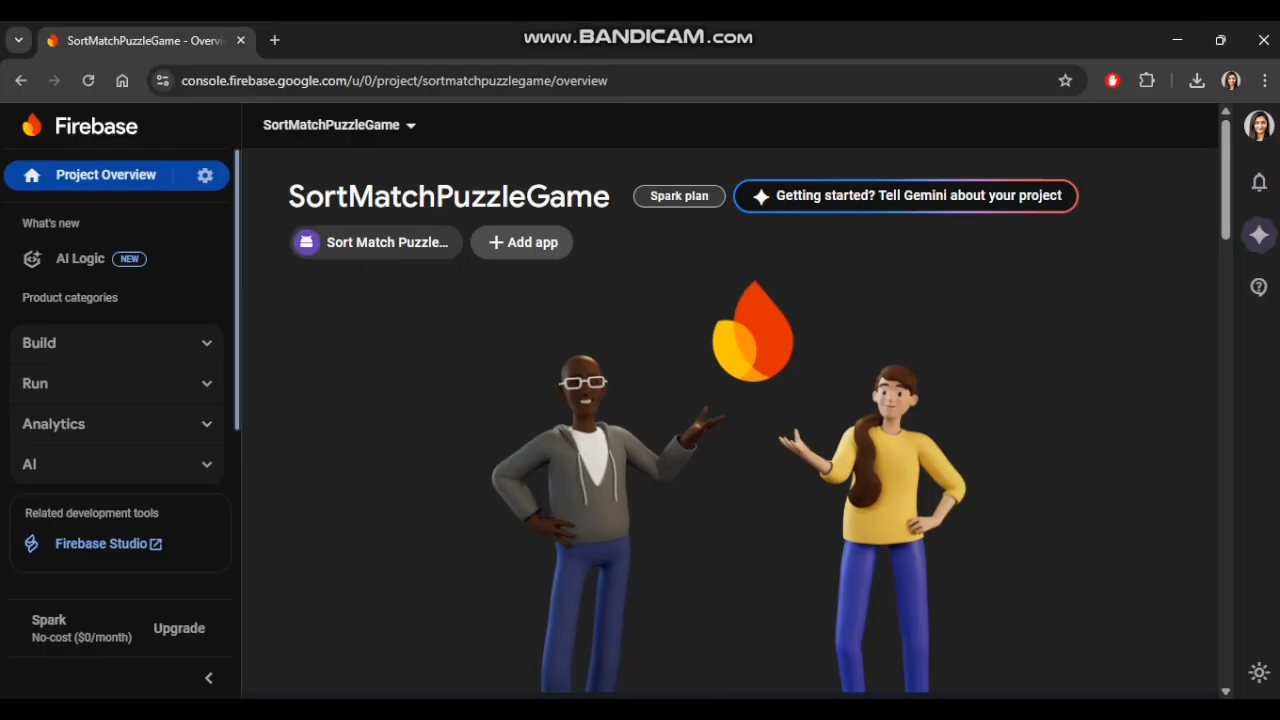 www.BANDICAM.com
SortMatchPuzzleGame - Overvi
console.firebase.google.com/u/0/project/sortmatchpuzzlegame/overview
Firebase
SortMatchPuzzleGame
Project Overview
SortMatchPuzzleGame
Spark plan
Getting started? Tell Gemini about your project
What's new
Sort Match Puzzle...
Add app
AI Logic
NEW
Product categories
Build
Run
Analytics
AI
Related development tools
Firebase Studio
Spark
No-cost ($0/month)
Upgrade